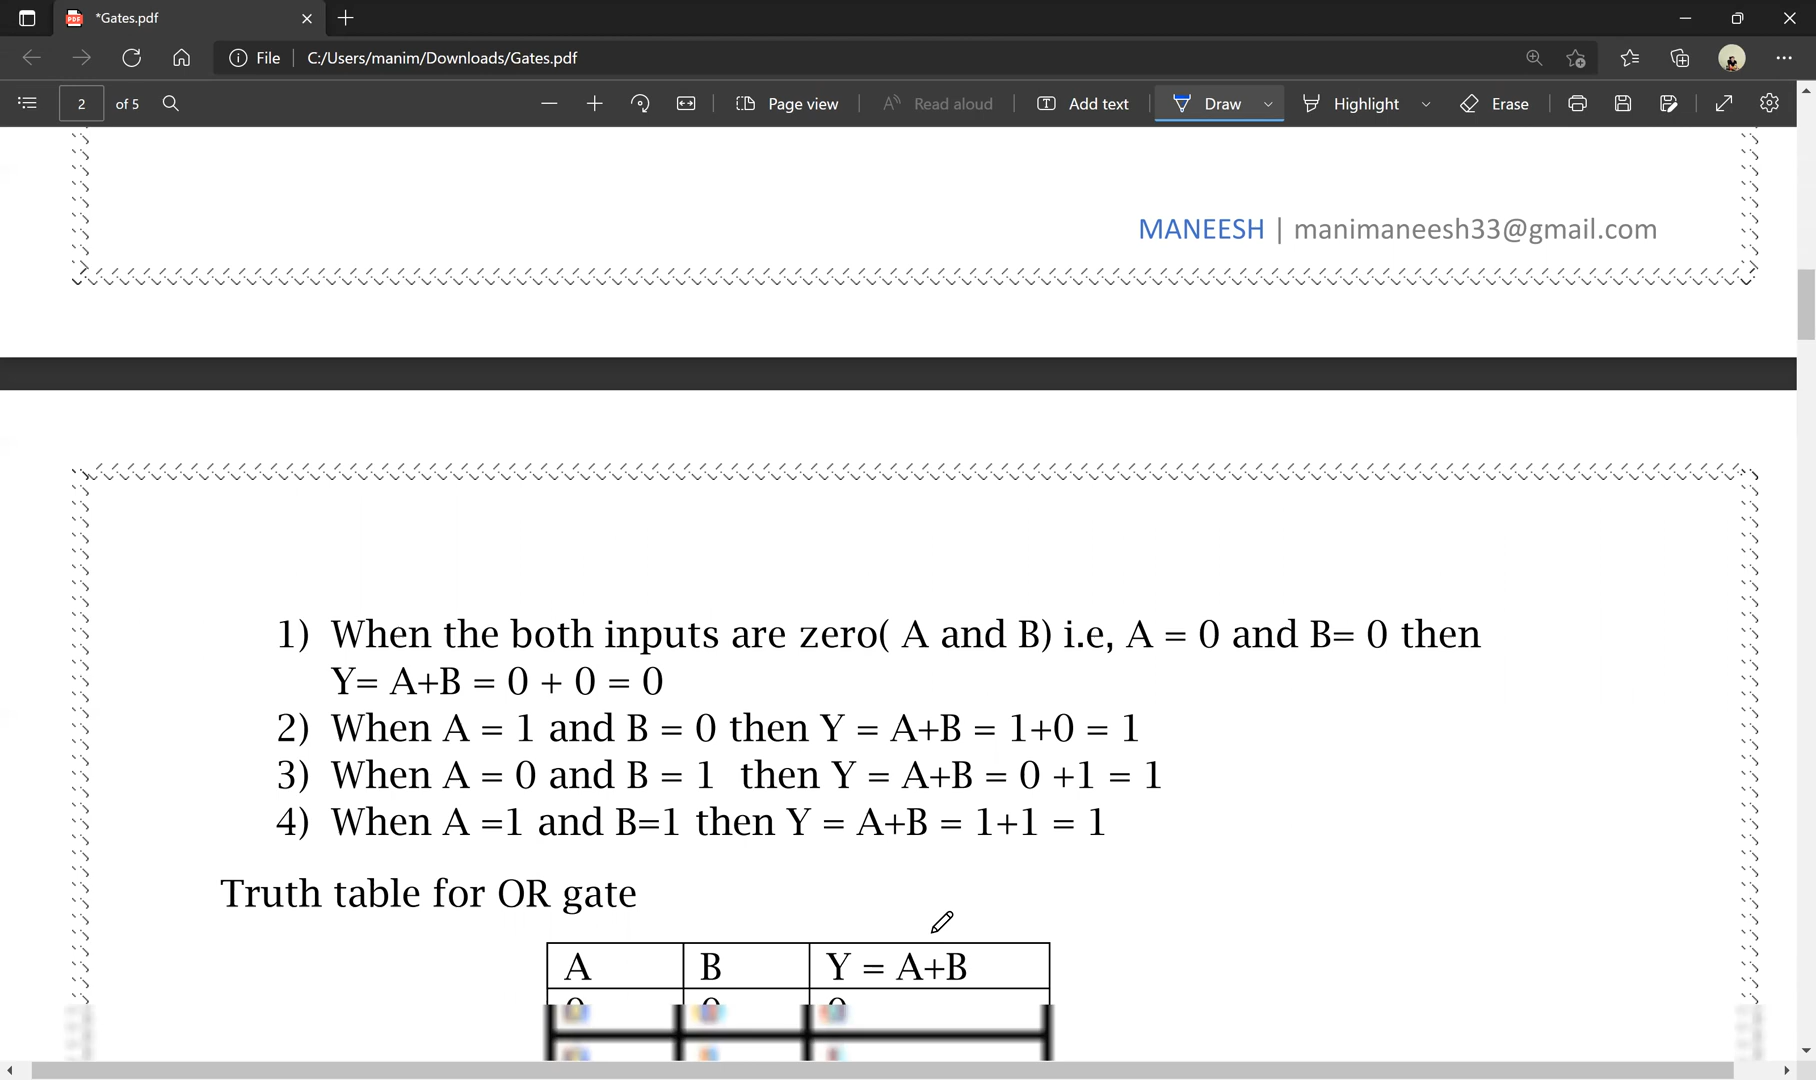 *Gates.pdf
File
C:/Users/manim/Downloads/Gates.pdf
2 of 5
Page view
Read aloud
Add text
Draw
Highlight
Erase
MANEESH | manimaneesh33@gmail.com
1) When the both inputs are zero( A and B) i.e, A = 0 and B= 0 then
Y= A+B = 0 + 0 = 0
2) When A = 1 and B = 0 then Y = A+B = 1+0 = 1
3) When A = 0 and B = 1 then Y = A+B = 0 +1 = 1
4) When A =1 and B=1 then Y = A+B = 1+1 = 1
Truth table for OR gate
A B Y = A+B
0 0 0